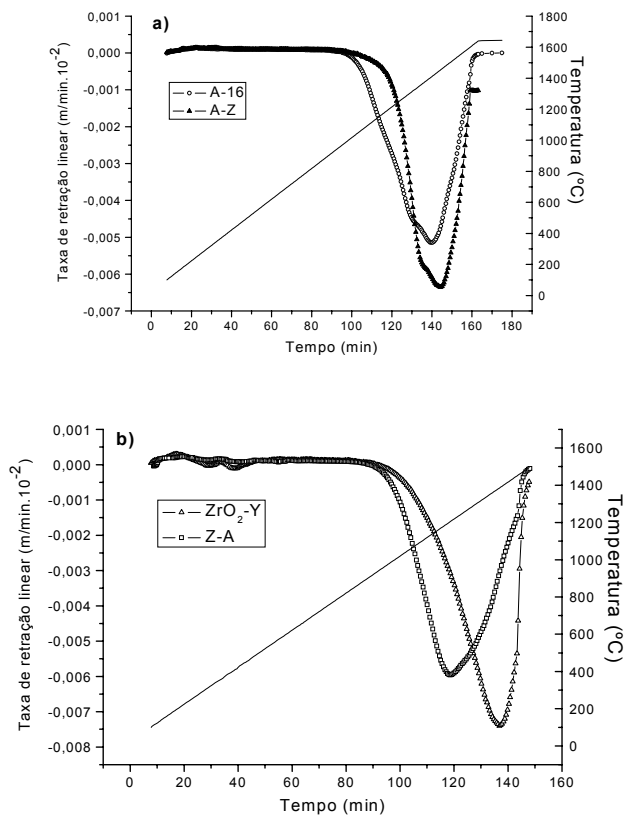 a)
0,001
0,000
-0,001
-0,002
-0,003
-0,004
-0,005
-0,006
-0,007
Taxa de retração linear (m/min.10⁻²)
A-16
A-Z
1800
1600
1400
1200
1000
800
600
400
200
0
Temperatura (ºC)
0 20 40 60 80 100 120 140 160 180
Tempo (min)
b)
0,001
0,000
-0,001
-0,002
-0,003
-0,004
-0,005
-0,006
-0,007
-0,008
Taxa de retração linear (m/min.10⁻²)
ZrO₂-Y
Z-A
1600
1400
1200
1000
800
600
400
200
0
Temperatura (ºC)
0 20 40 60 80 100 120 140 160
Tempo (min)